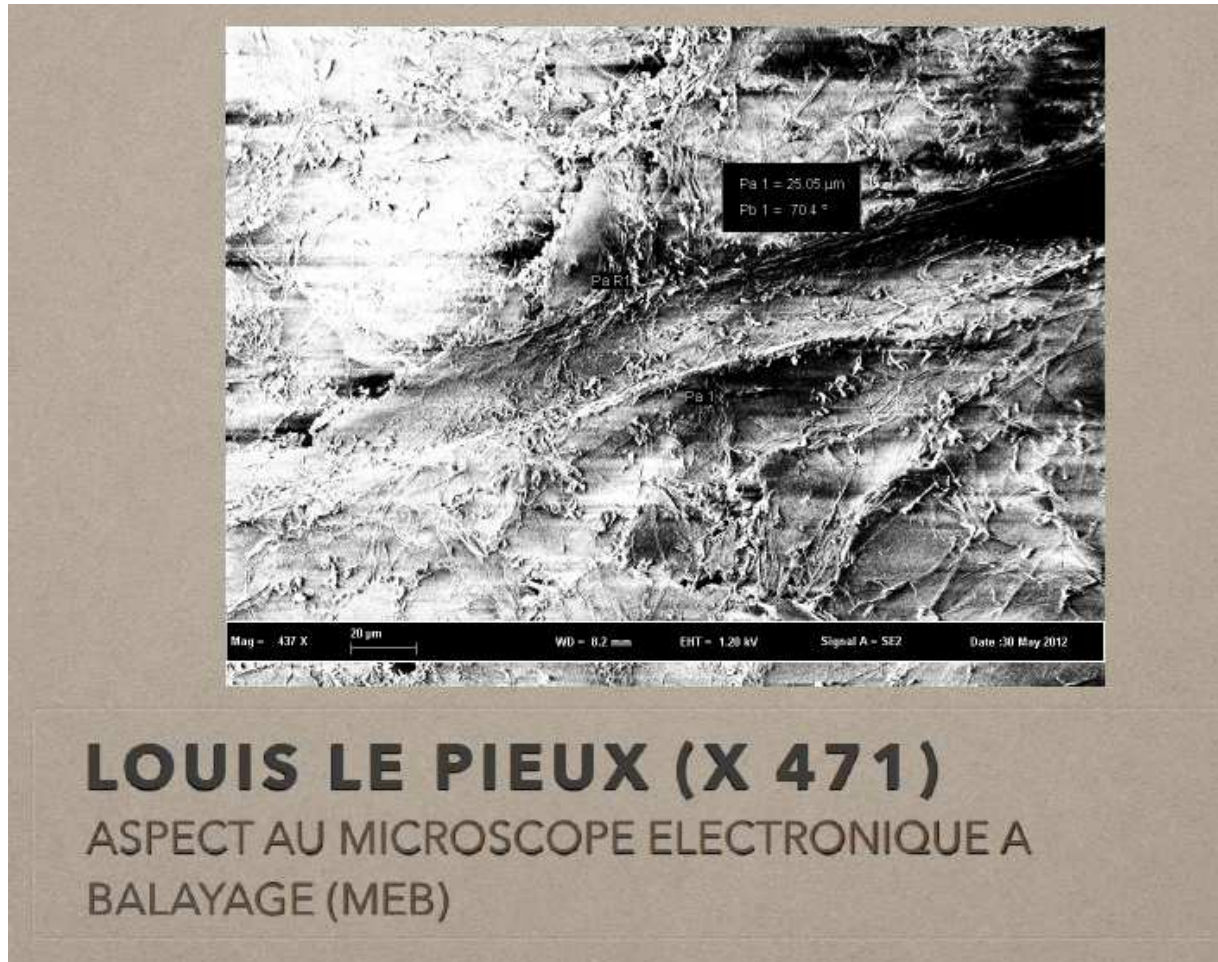 Pa 1 = 25.05 µm
Pb 1 = 70.4 °
Pa R1
Pa 1
Mag = 437 X 20 µm WD = 8.2 mm EHT = 1.20 kV Signal A = SE2 Date :30 May 2012
LOUIS LE PIEUX (X 471)
ASPECT AU MICROSCOPE ELECTRONIQUE A
BALAYAGE (MEB)